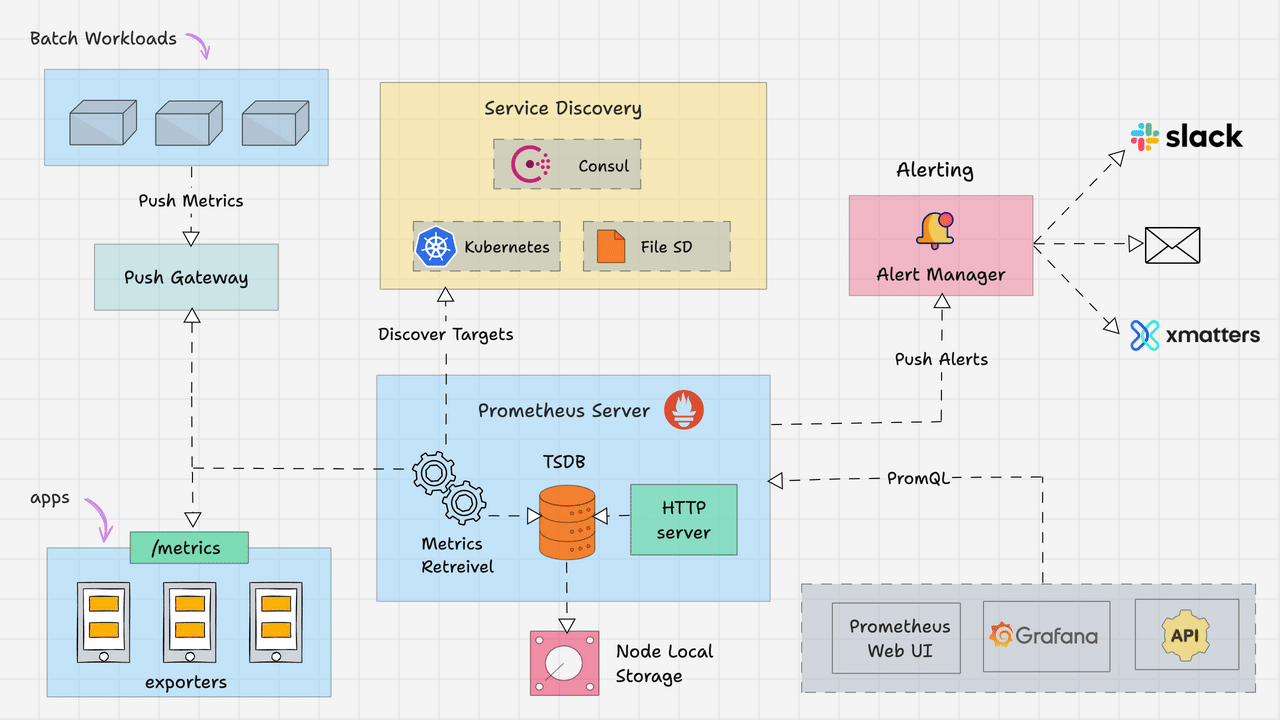 Batch Workloads
Push Metrics
Push Gateway
Service Discovery
Consul
Kubernetes
File SD
Discover Targets
Alerting
Alert Manager
slack
xmatters
Push Alerts
Prometheus Server
TSDB
HTTP
server
Metrics
Retreivel
PromQL
apps
/metrics
exporters
Node Local
Storage
Prometheus
Web UI
Grafana
API